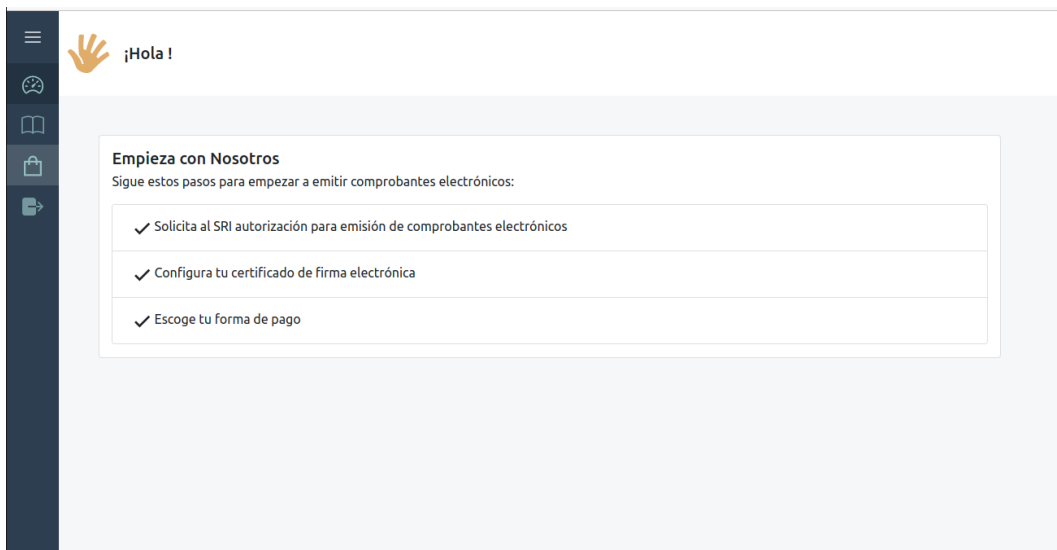 ¡Hola !
Empieza con Nosotros
Sigue estos pasos para empezar a emitir comprobantes electrónicos:
Solicita al SRI autorización para emisión de comprobantes electrónicos
Configura tu certificado de firma electrónica
Escoge tu forma de pago